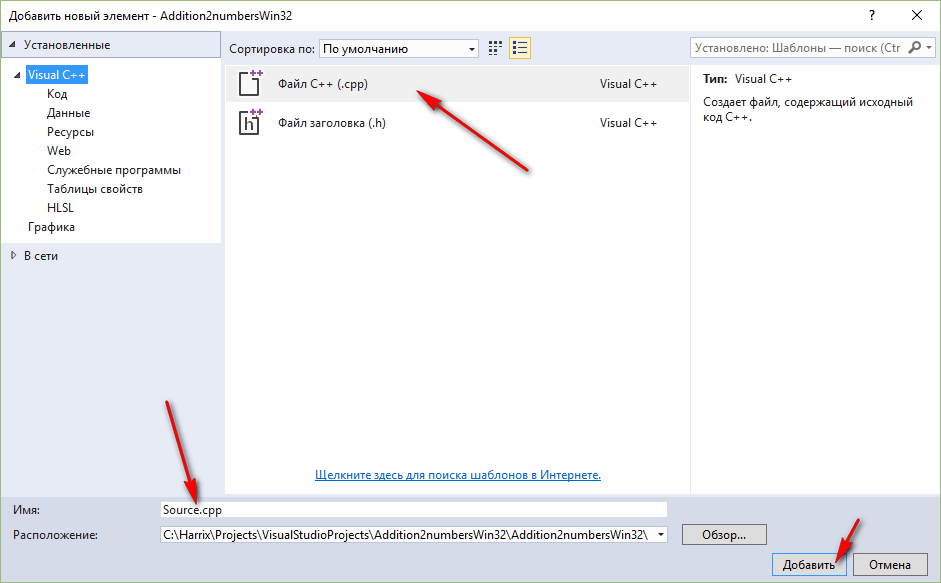 Добавить новый элемент - Addition2numbersWin32
?
Установленные
Сортировка по: По умолчанию
Установлено: Шаблоны — поиск (Ctr
Visual C++
Код
Данные
Ресурсы
Web
Служебные программы
Таблицы свойств
HLSL
Графика
В сети
Файл C++ (.cpp) Visual C++
Файл заголовка (.h) Visual C++
Тип: Visual C++
Создает файл, содержащий исходный
код C++.
Щелкните здесь для поиска шаблонов в Интернете.
Имя: Source.cpp
Расположение: C:\Harrix\Projects\VisualStudioProjects\Addition2numbersWin32\Addition2numbersWin32\
Обзор...
Добавить Отмена